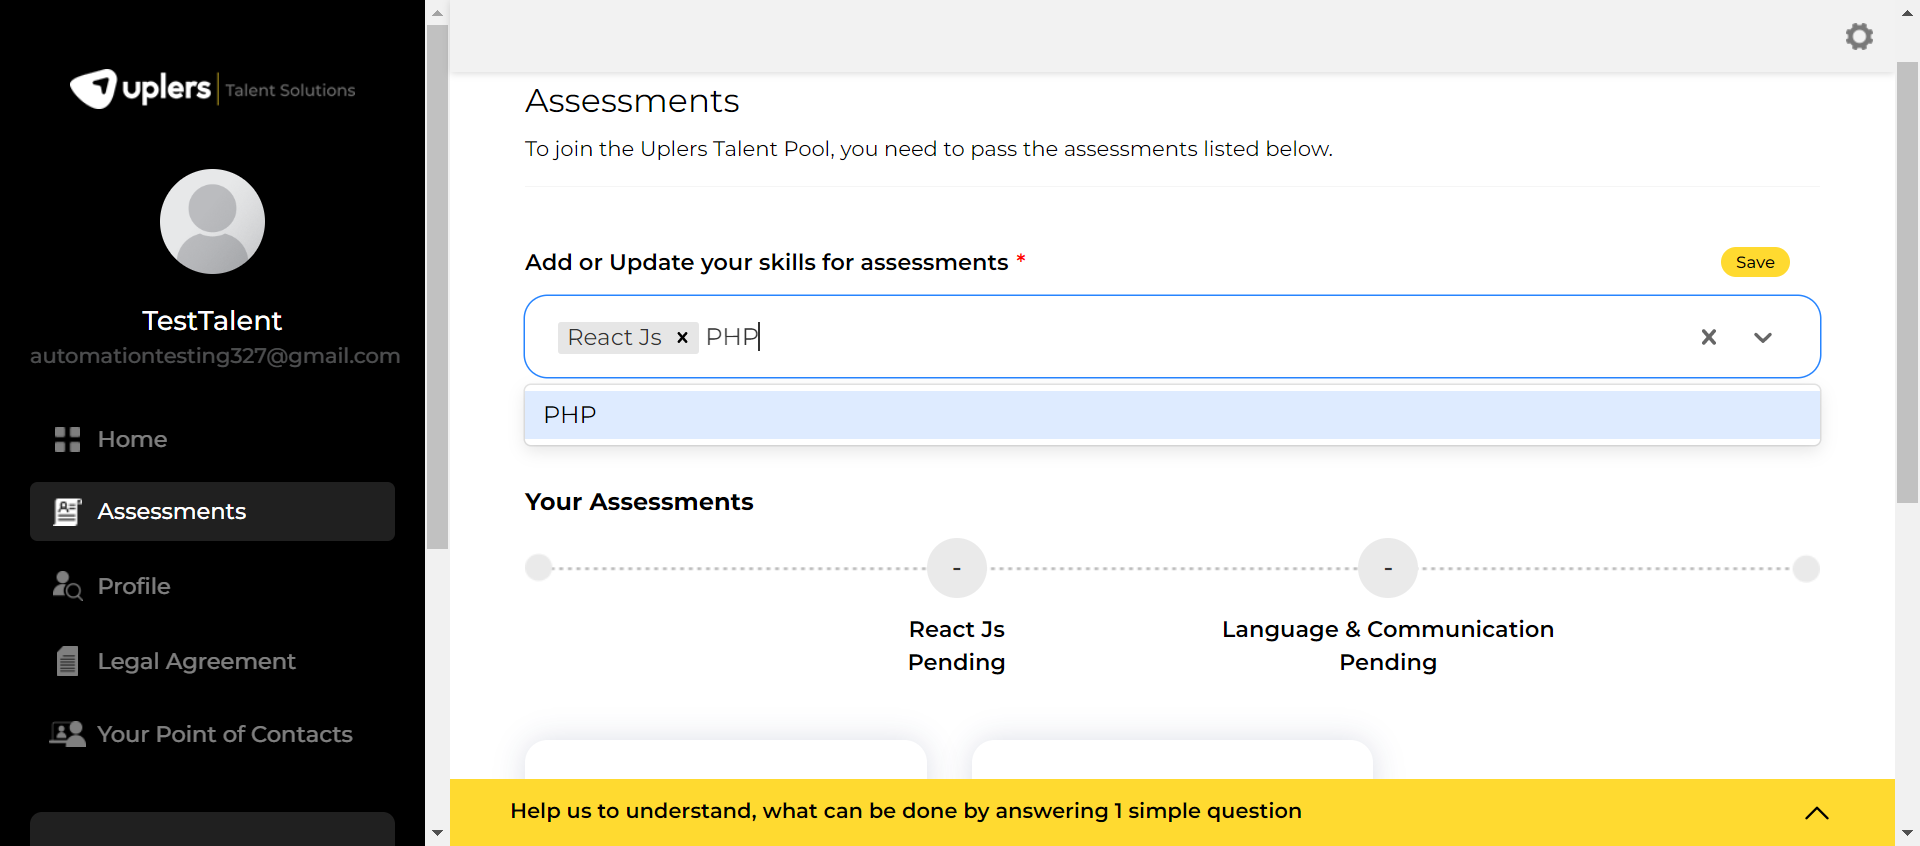 uplers | Talent Solutions
TestTalent
automationtesting327@gmail.com
Home
Assessments
Profile
Legal Agreement
Your Point of Contacts
Assessments
To join the Uplers Talent Pool, you need to pass the assessments listed below.
Add or Update your skills for assessments *
Save
React Js × PHP
PHP
Your Assessments
- -
React Js
Pending
Language & Communication
Pending
Help us to understand, what can be done by answering 1 simple question